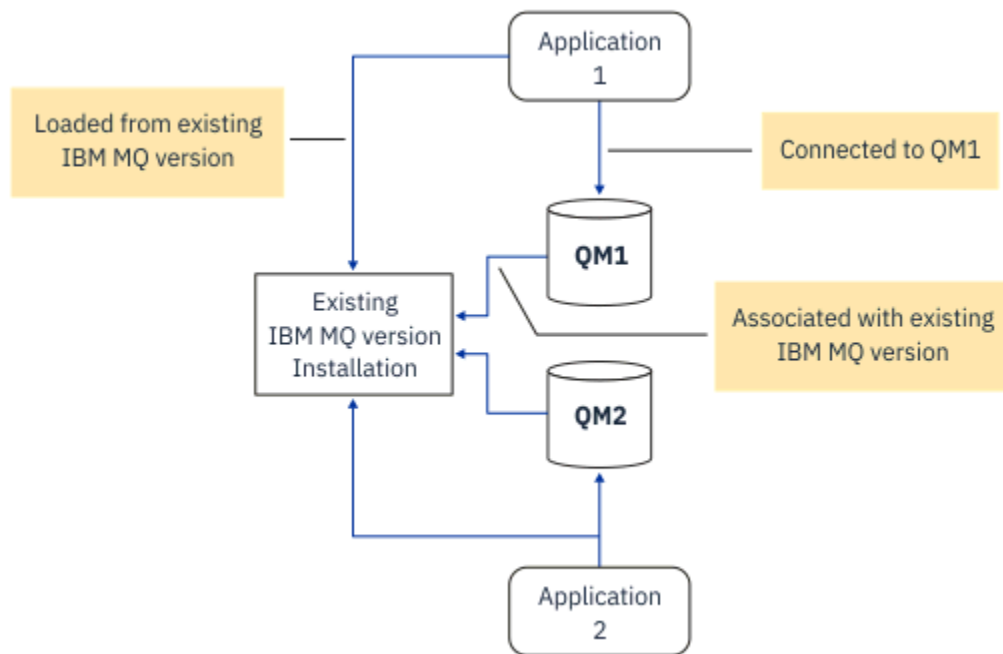 Application
1
Loaded from existing
IBM MQ version
Connected to QM1
QM1
Existing
IBM MQ version
Installation
Associated with existing
IBM MQ version
QM2
Application
2